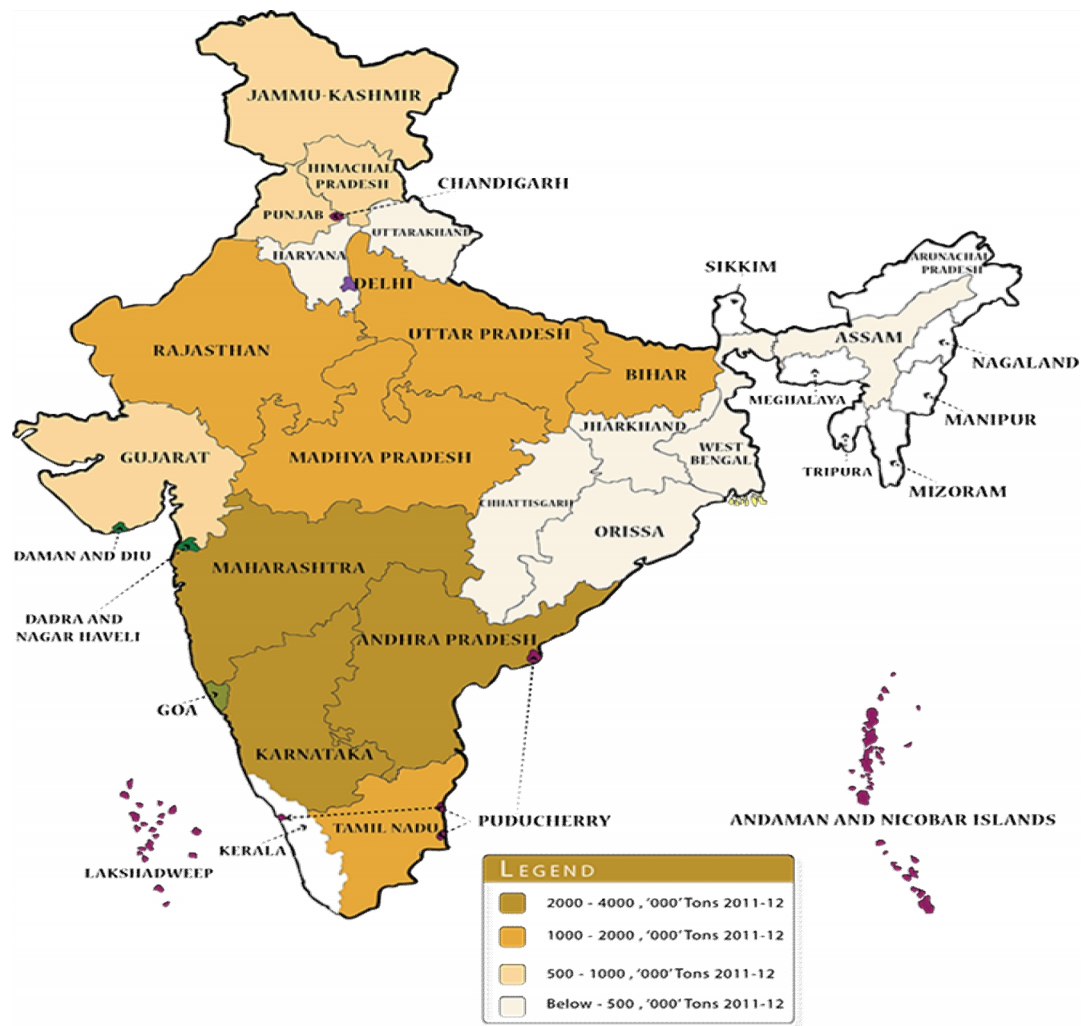 JAMMU-KASHMIR
HIMACHAL
PRADESH
CHANDIGARH
PUNJAB
UTTARAKHAND
HARYANA
DELHI
SIKKIM
ARUNACHAL
PRADESH
RAJASTHAN
UTTAR PRADESH
ASSAM
BIHAR
NAGALAND
MEGHALAYA
MANIPUR
JHARKHAND
GUJARAT
MADHYA PRADESH
WEST
BENGAL
TRIPURA
MIZORAM
CHHATTISGARH
ORISSA
DAMAN AND DIU
MAHARASHTRA
DADRA AND
NAGAR HAVELI
ANDHRA PRADESH
GOA
KARNATAKA
PUDUCHERRY
ANDAMAN AND NICOBAR ISLANDS
TAMIL NADU
KERALA
LAKSHADWEEP
LEGEND
2000 - 4000 , '000' Tons 2011-12
1000 - 2000 , '000' Tons 2011-12
500 - 1000 , '000' Tons 2011-12
Below - 500 , '000' Tons 2011-12